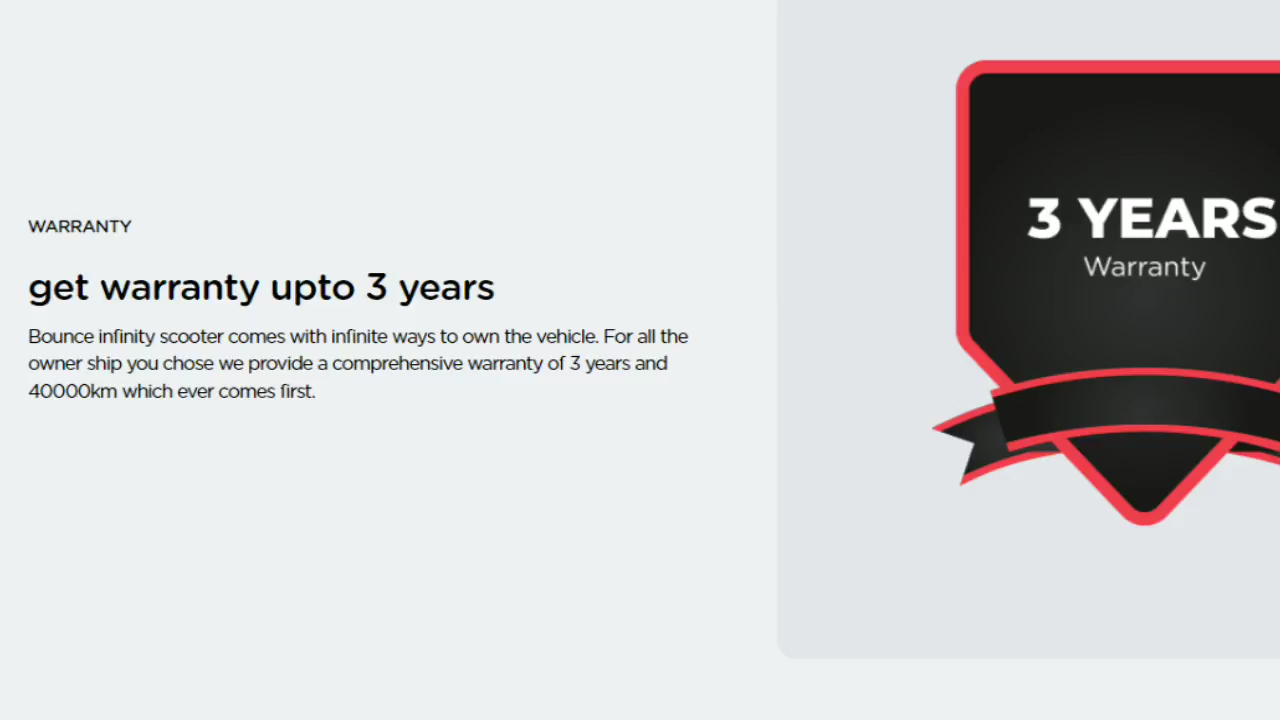 WARRANTY
get warranty upto 3 years
Bounce infinity scooter comes with infinite ways to own the vehicle. For all the
owner ship you chose we provide a comprehensive warranty of 3 years and
40000km which ever comes first.
3 YEARS
Warranty